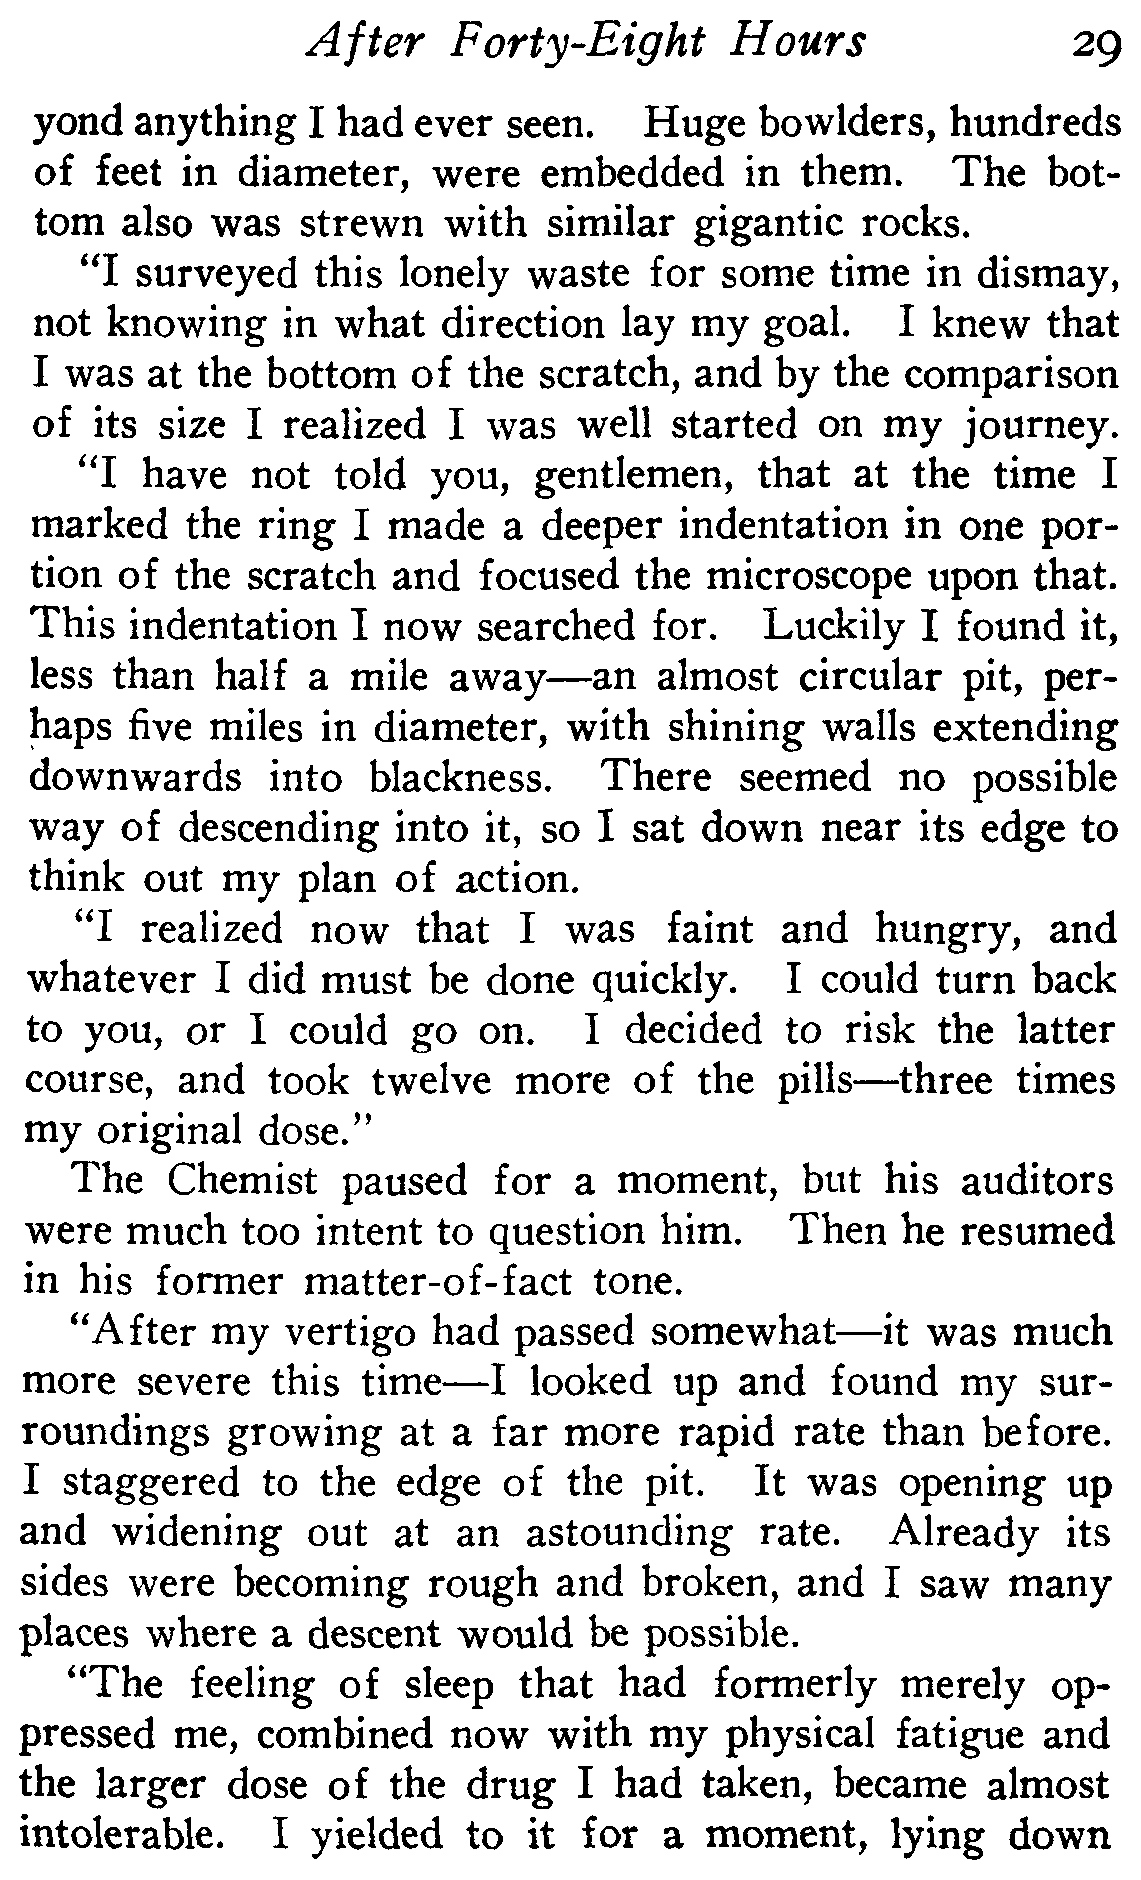 After Forty-Eight Hours 29
yond anything I had ever seen. Huge bowlders, hundreds
of feet in diameter, were embedded in them. The bot-
tom also was strewn with similar gigantic rocks.
"I surveyed this lonely waste for some time in dismay,
not knowing in what direction lay my goal. I knew that
I was at the bottom of the scratch, and by the comparison
of its size I realized I was well started on my journey.
"I have not told you, gentlemen, that at the time I
marked the ring I made a deeper indentation in one por-
tion of the scratch and focused the microscope upon that.
This indentation I now searched for. Luckily I found it,
less than half a mile away—an almost circular pit, per-
haps five miles in diameter, with shining walls extending
downwards into blackness. There seemed no possible
way of descending into it, so I sat down near its edge to
think out my plan of action.
"I realized now that I was faint and hungry, and
whatever I did must be done quickly. I could turn back
to you, or I could go on. I decided to risk the latter
course, and took twelve more of the pills—three times
my original dose."
The Chemist paused for a moment, but his auditors
were much too intent to question him. Then he resumed
in his former matter-of-fact tone.
"After my vertigo had passed somewhat—it was much
more severe this time—I looked up and found my sur-
roundings growing at a far more rapid rate than before.
I staggered to the edge of the pit. It was opening up
and widening out at an astounding rate. Already its
sides were becoming rough and broken, and I saw many
places where a descent would be possible.
"The feeling of sleep that had formerly merely op-
pressed me, combined now with my physical fatigue and
the larger dose of the drug I had taken, became almost
intolerable. I yielded to it for a moment, lying down